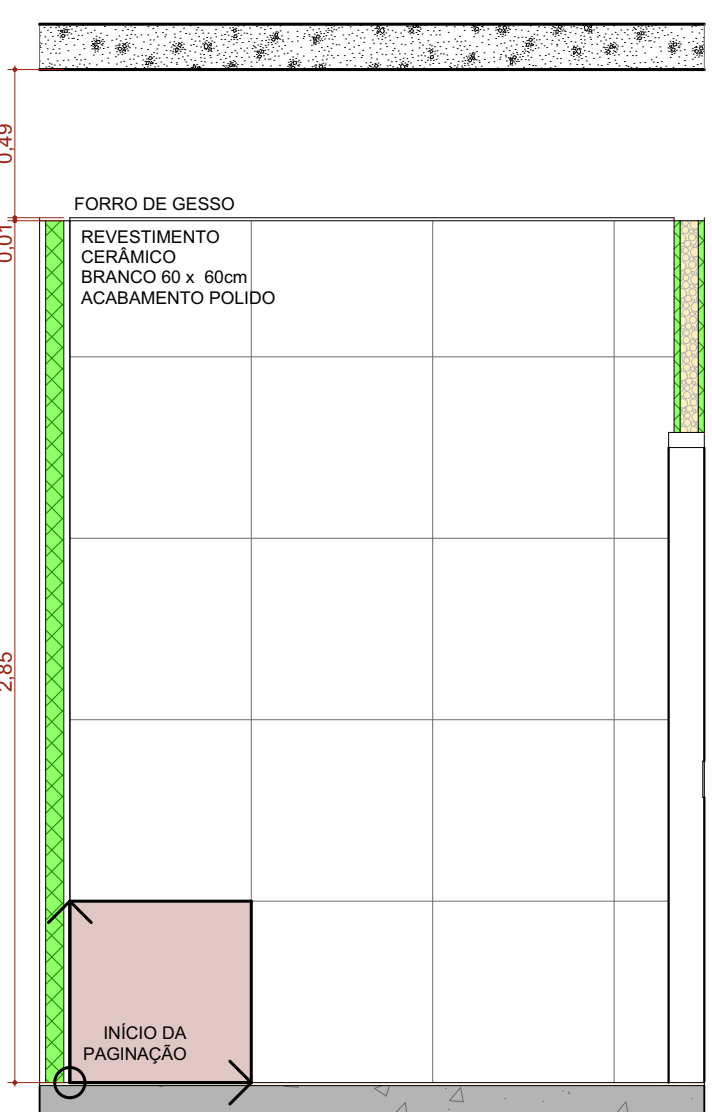 0,49
FORRO DE GESSO
0,01
REVESTIMENTO
CERÂMICO
BRANCO 60 x 60cm
ACABAMENTO POLIDO
2,85
INÍCIO DA
PAGINAÇÃO